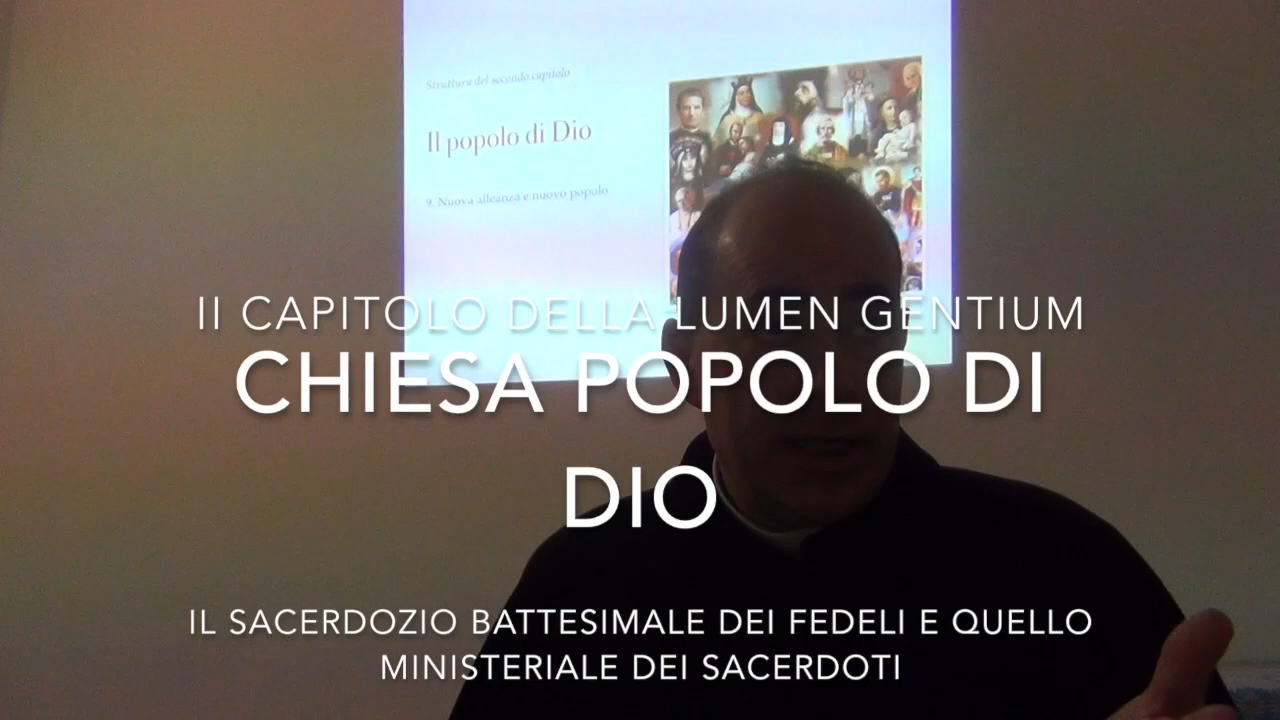 Struttura del secondo capitolo
Il popolo di Dio
9. Nuova alleanza e nuovo popolo
II CAPITOLO DELLA LUMEN GENTIUM
CHIESA POPOLO DI
DIO
IL SACERDOZIO BATTESIMALE DEI FEDELI E QUELLO
MINISTERIALE DEI SACERDOTI